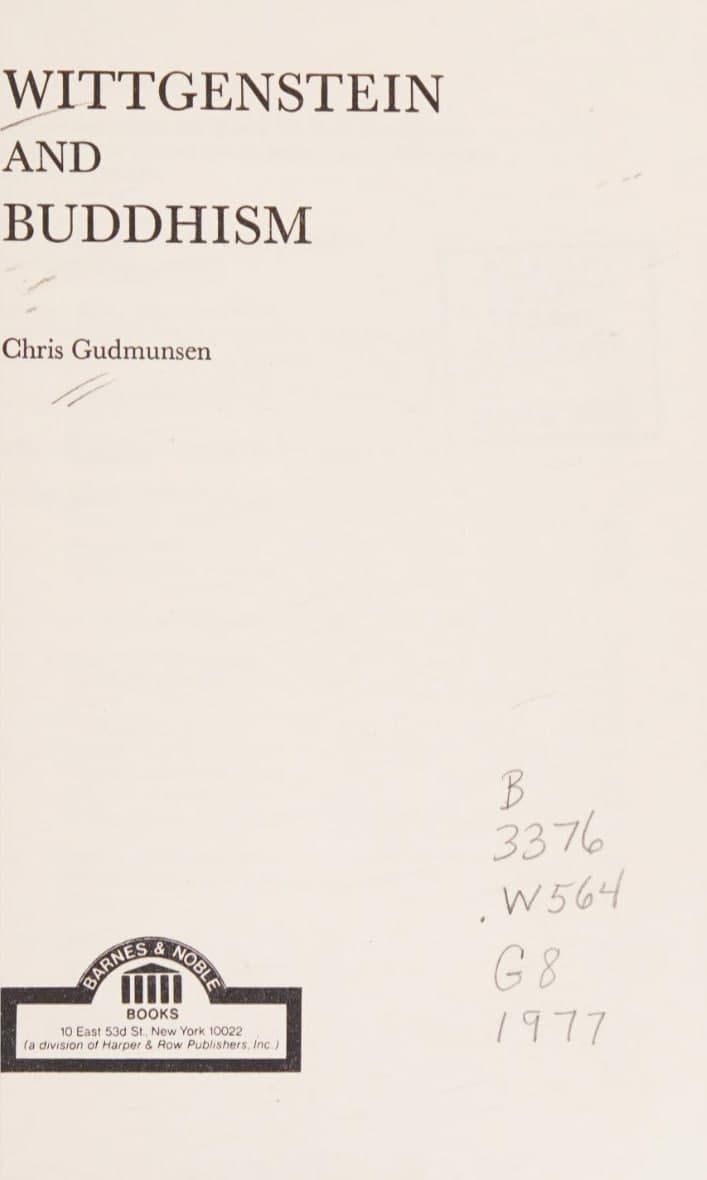 WITTGENSTEIN
AND
BUDDHISM
Chris Gudmunsen
B
3376
.W564
G8
1977
BARNES & NOBLE
BOOKS
10 East 53d St., New York 10022
(a division of Harper & Row Publishers, Inc.)